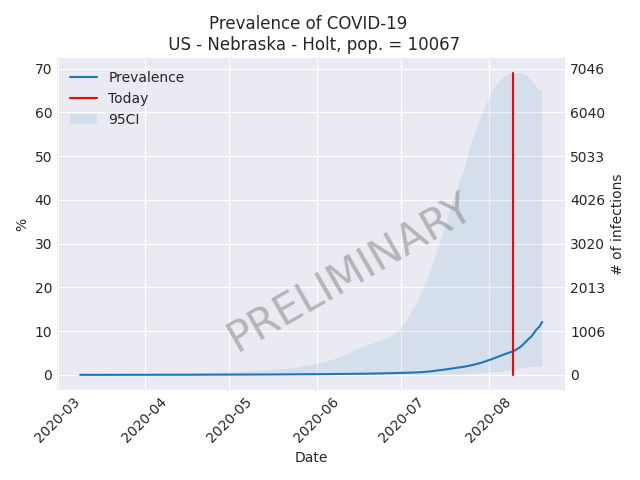 Prevalence of COVID-19
US - Nebraska - Holt, pop. = 10067
Prevalence
Today
95CI
70
60
50
40
30
20
10
0
%
7046
6040
5033
4026
3020
2013
1006
0
# of infections
PRELIMINARY
2020-03
2020-04
2020-05
2020-06
2020-07
2020-08
Date